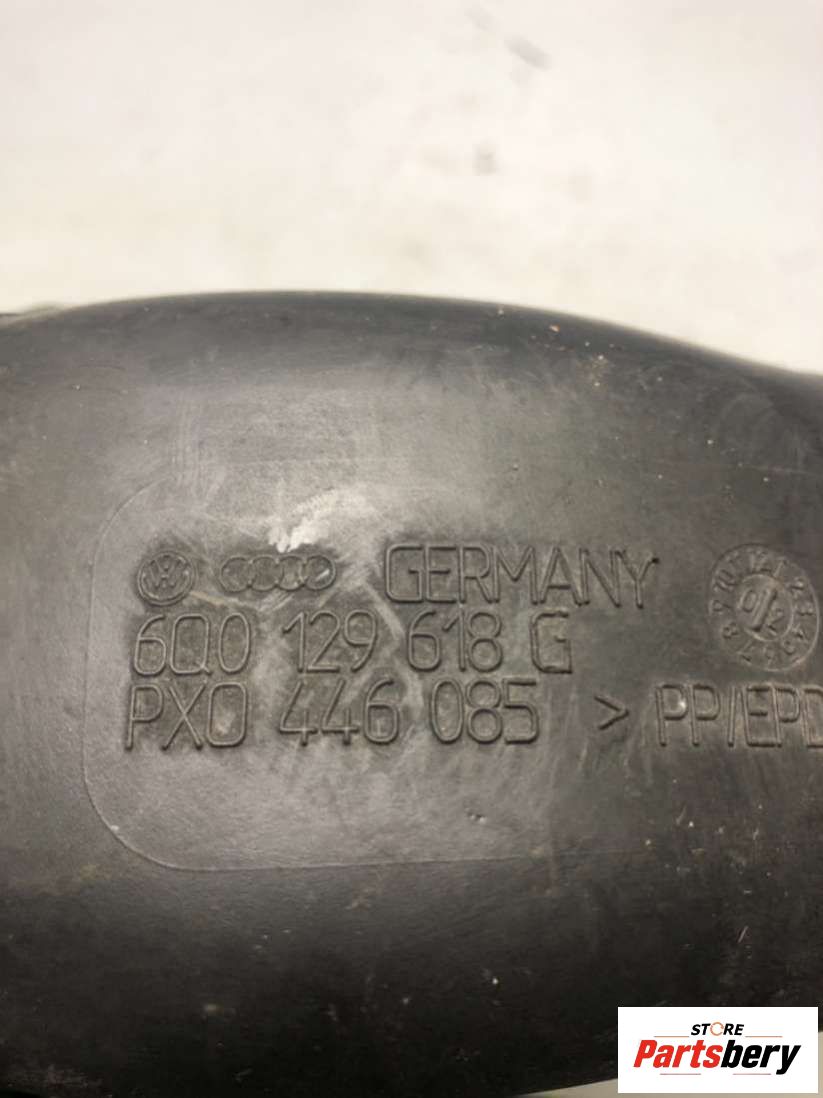 GERMANY
6Q0 129 618 G
PX0 446 085 > PP/EPD
STORE
Partsbery